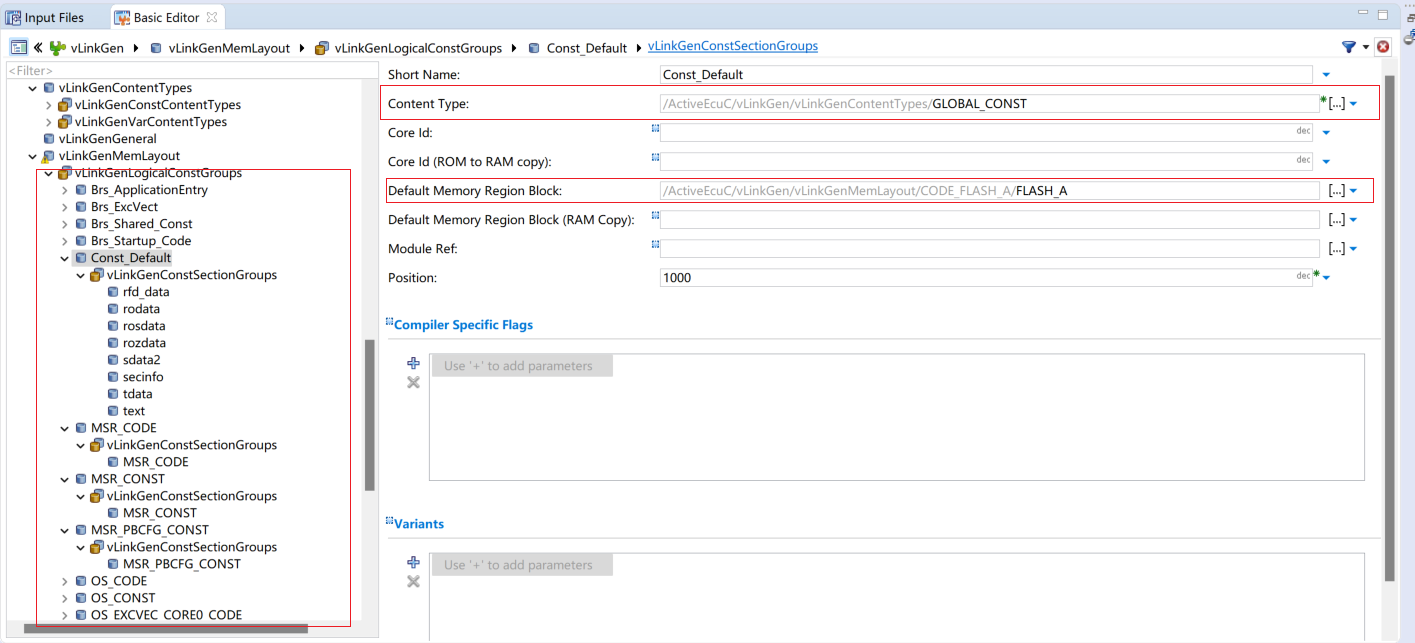 Input Files
Basic Editor
vLinkGen vLinkGenMemLayout vLinkGenLogicalConstGroups Const_Default vLinkGenConstSectionGroups
<Filter>
vLinkGenContentTypes
vLinkGenConstContentTypes
vLinkGenVarContentTypes
vLinkGenGeneral
vLinkGenMemLayout
vLinkGenLogicalConstGroups
Brs_ApplicationEntry
Brs_ExcVect
Brs_Shared_Const
Brs_Startup_Code
Const_Default
vLinkGenConstSectionGroups
rfd_data
rodata
rosdata
rozdata
sdata2
secinfo
tdata
text
MSR_CODE
vLinkGenConstSectionGroups
MSR_CODE
MSR_CONST
vLinkGenConstSectionGroups
MSR_CONST
MSR_PBCFG_CONST
vLinkGenConstSectionGroups
MSR_PBCFG_CONST
OS_CODE
OS_CONST
OS_EXCVEC_CORE0_CODE
Short Name: Const_Default
Content Type: /ActiveEcuC/vLinkGen/vLinkGenContentTypes/GLOBAL_CONST * [...]
Core Id: dec
Core Id (ROM to RAM copy): dec
Default Memory Region Block: /ActiveEcuC/vLinkGen/vLinkGenMemLayout/CODE_FLASH_A/FLASH_A [...]
Default Memory Region Block (RAM Copy): [...]
Module Ref: [...]
Position: 1000 dec *
Compiler Specific Flags
Use '+' to add parameters
Variants
Use '+' to add parameters